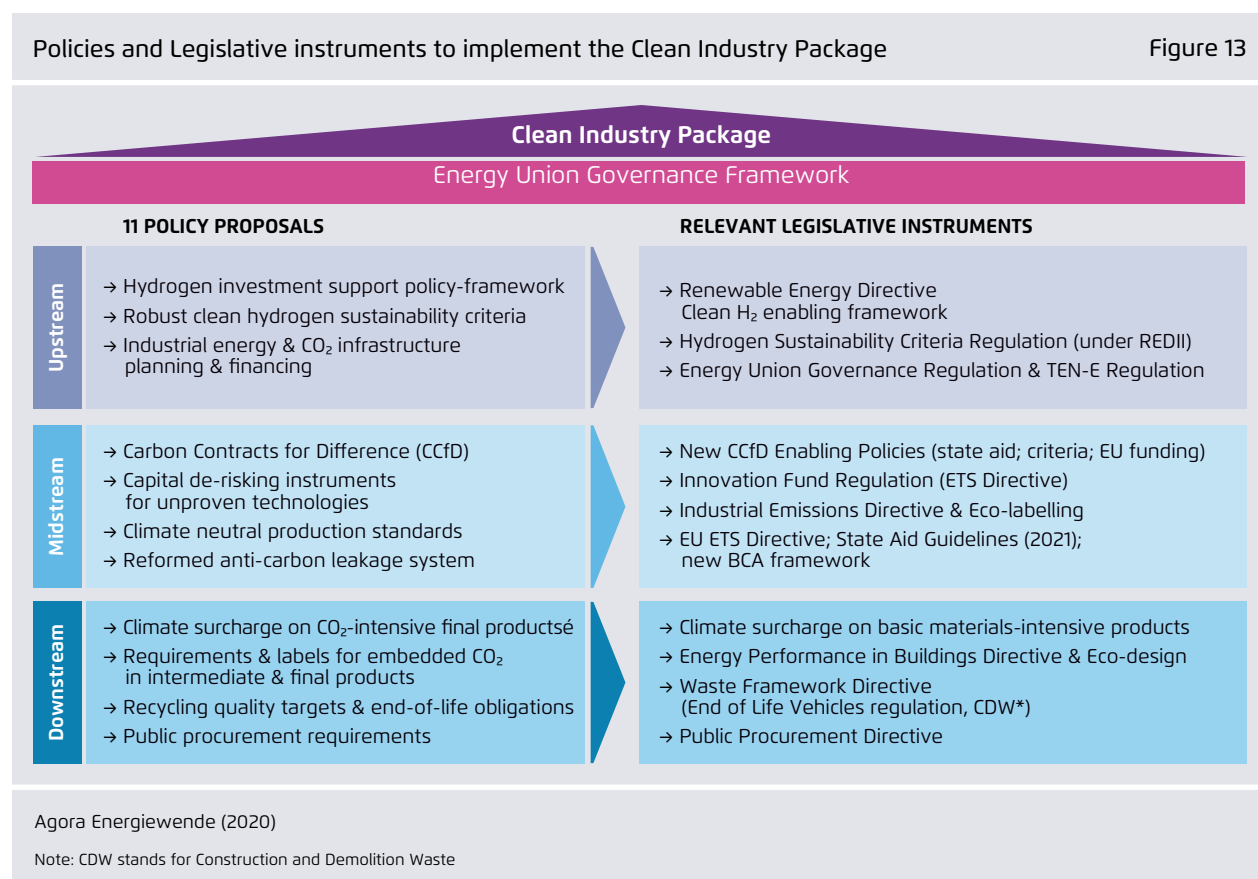 Policies and Legislative instruments to implement the Clean Industry Package
Figure 13
Clean Industry Package
Energy Union Governance Framework
11 POLICY PROPOSALS
RELEVANT LEGISLATIVE INSTRUMENTS
Upstream
→ Hydrogen investment support policy-framework
→ Robust clean hydrogen sustainability criteria
→ Industrial energy & CO₂ infrastructure
planning & financing
→ Renewable Energy Directive
Clean H₂ enabling framework
→ Hydrogen Sustainability Criteria Regulation (under REDII)
→ Energy Union Governance Regulation & TEN-E Regulation
Midstream
→ Carbon Contracts for Difference (CCfD)
→ Capital de-risking instruments
for unproven technologies
→ Climate neutral production standards
→ Reformed anti-carbon leakage system
→ New CCfD Enabling Policies (state aid; criteria; EU funding)
→ Innovation Fund Regulation (ETS Directive)
→ Industrial Emissions Directive & Eco-labelling
→ EU ETS Directive; State Aid Guidelines (2021);
new BCA framework
Downstream
→ Climate surcharge on CO₂-intensive final productsé
→ Requirements & labels for embedded CO₂
in intermediate & final products
→ Recycling quality targets & end-of-life obligations
→ Public procurement requirements
→ Climate surcharge on basic materials-intensive products
→ Energy Performance in Buildings Directive & Eco-design
→ Waste Framework Directive
(End of Life Vehicles regulation, CDW*)
→ Public Procurement Directive
Agora Energiewende (2020)
Note: CDW stands for Construction and Demolition Waste